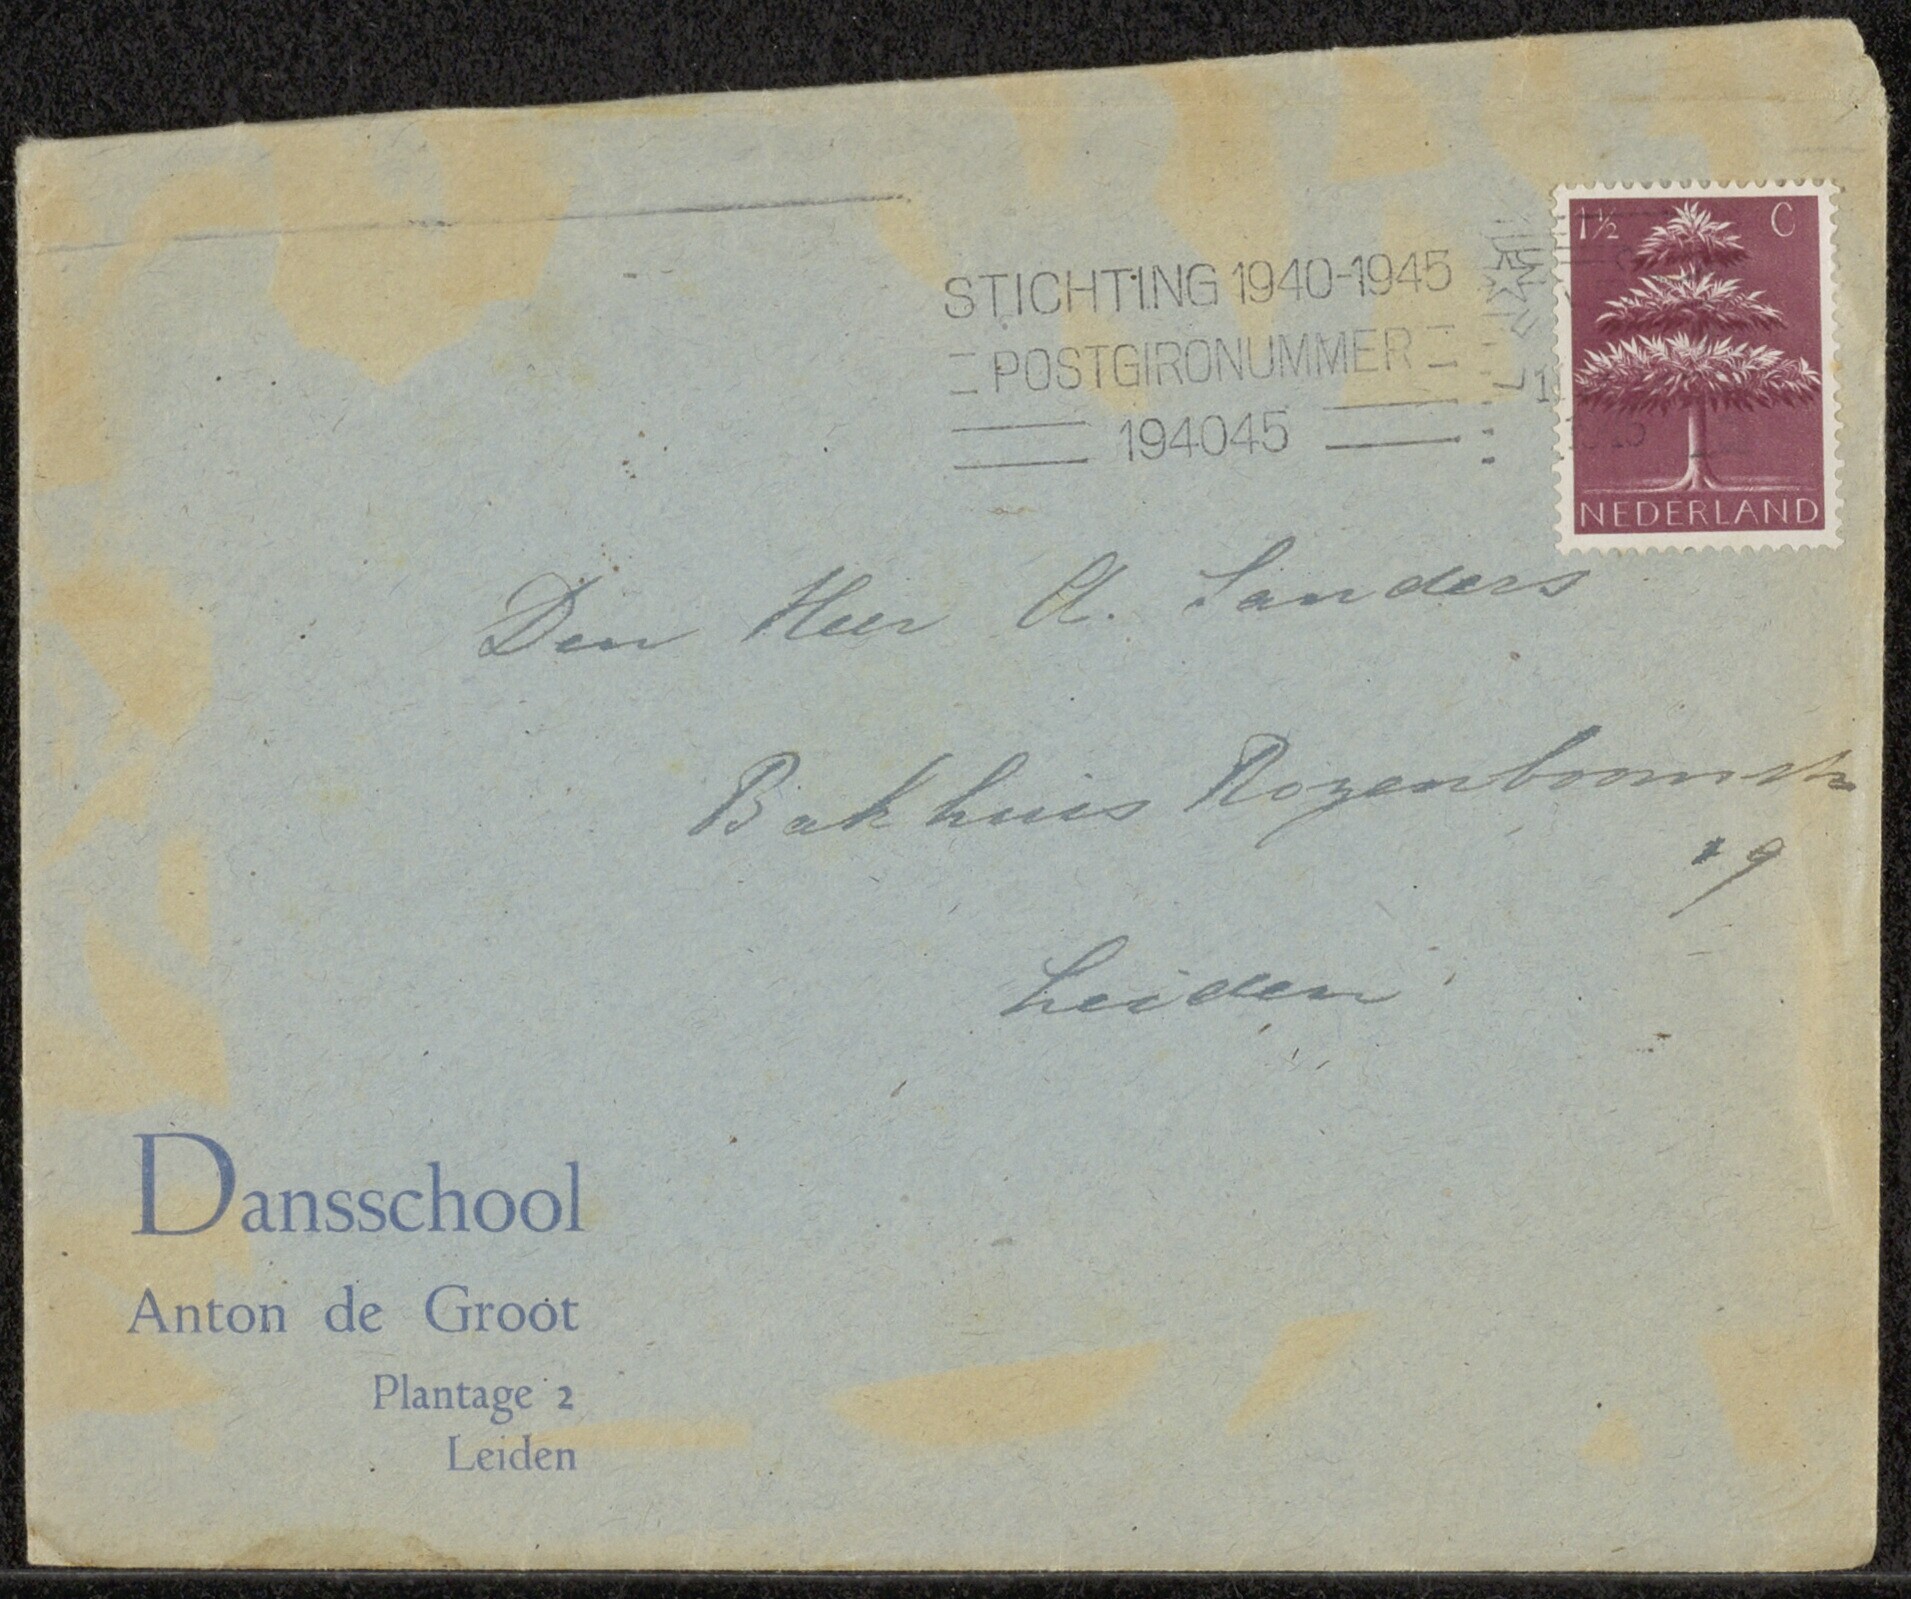 1½ C
NEDERLAND
STICHTING 1940-1945
POSTGIRONUMMER
194045
Den Heer A. Sanders
Bakhuis Rozenboomstr
19
Leiden
Dansschool
Anton de Groot
Plantage 2
Leiden